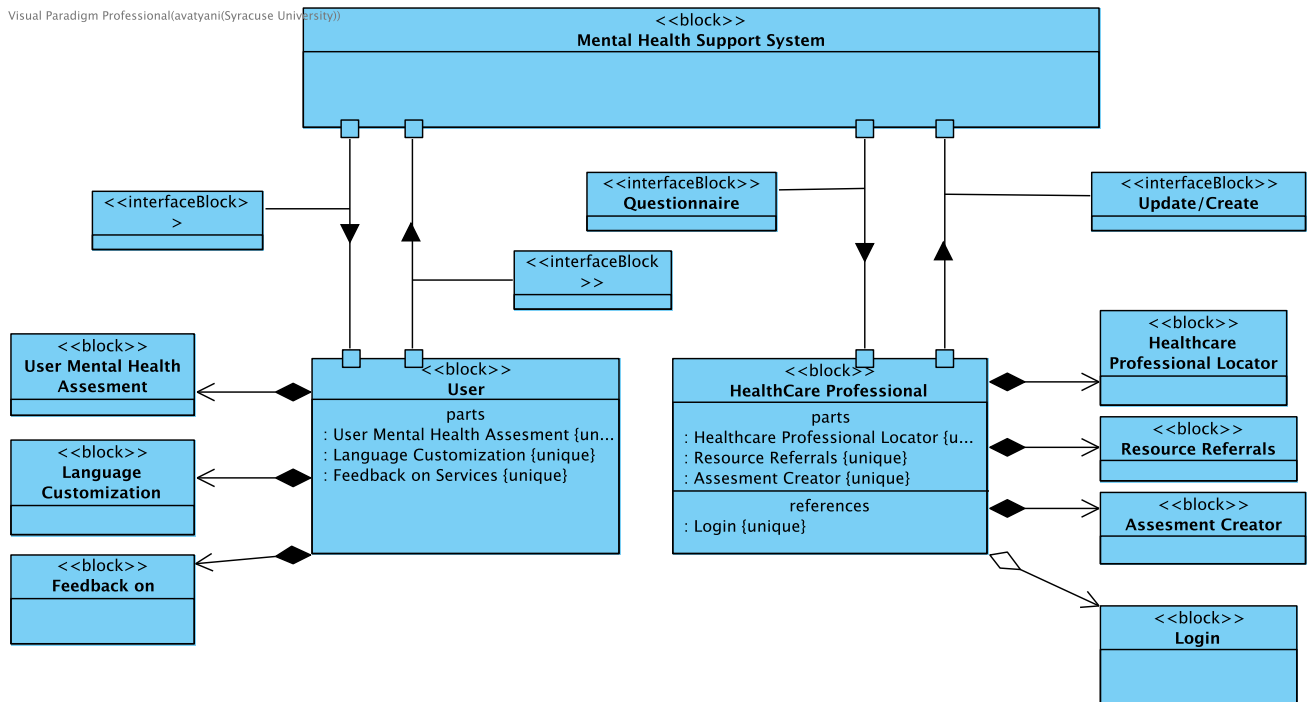 Visual Paradigm Professional(avatyani(Syracuse University))
<<block>>
Mental Health Support System
<<interfaceBlock>
>
<<interfaceBlock>>
Questionnaire
<<interfaceBlock>>
Update/Create
<<interfaceBlock
>>
<<block>>
User Mental Health
Assesment
<<block>>
Language
Customization
<<block>>
Feedback on
<<block>>
User
parts
: User Mental Health Assesment {un...
: Language Customization {unique}
: Feedback on Services {unique}
<<block>>
HealthCare Professional
parts
: Healthcare Professional Locator {u...
: Resource Referrals {unique}
: Assesment Creator {unique}
references
: Login {unique}
<<block>>
Healthcare
Professional Locator
<<block>>
Resource Referrals
<<block>>
Assesment Creator
<<block>>
Login